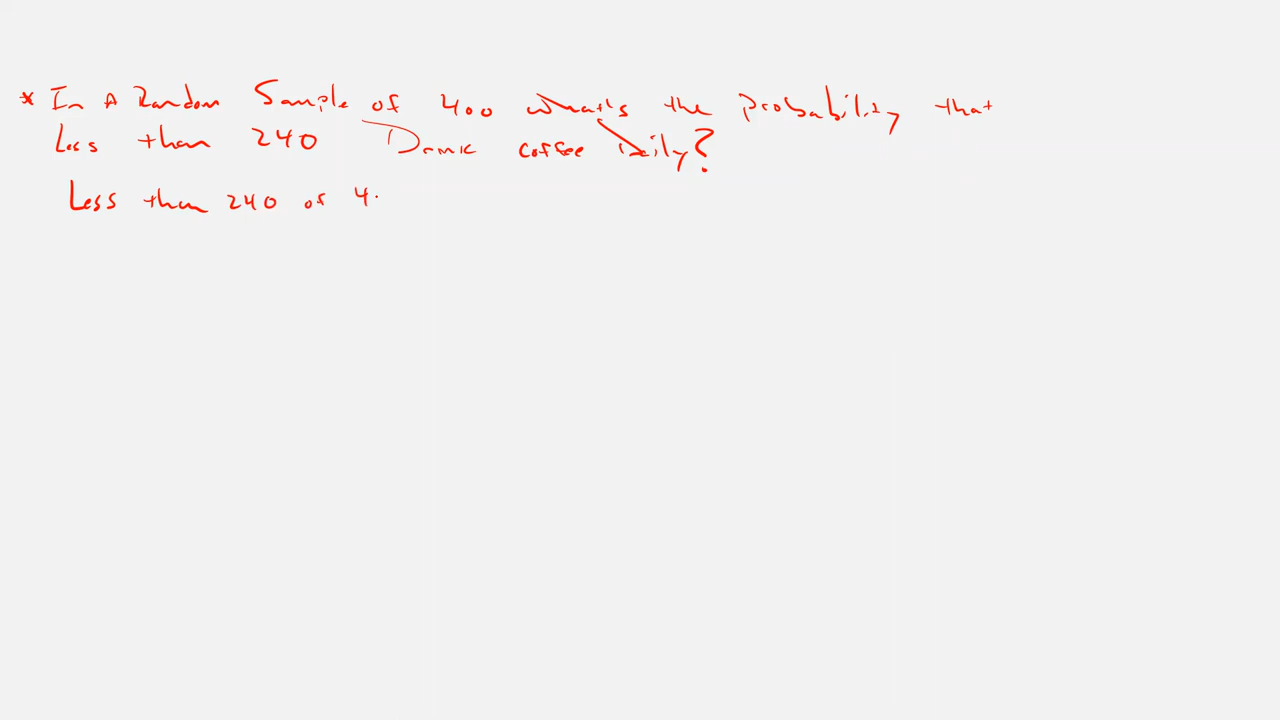 * In A Random Sample of 400 what's the probability that
Less than 240 Drink coffee Daily?
Less than 240 of 4